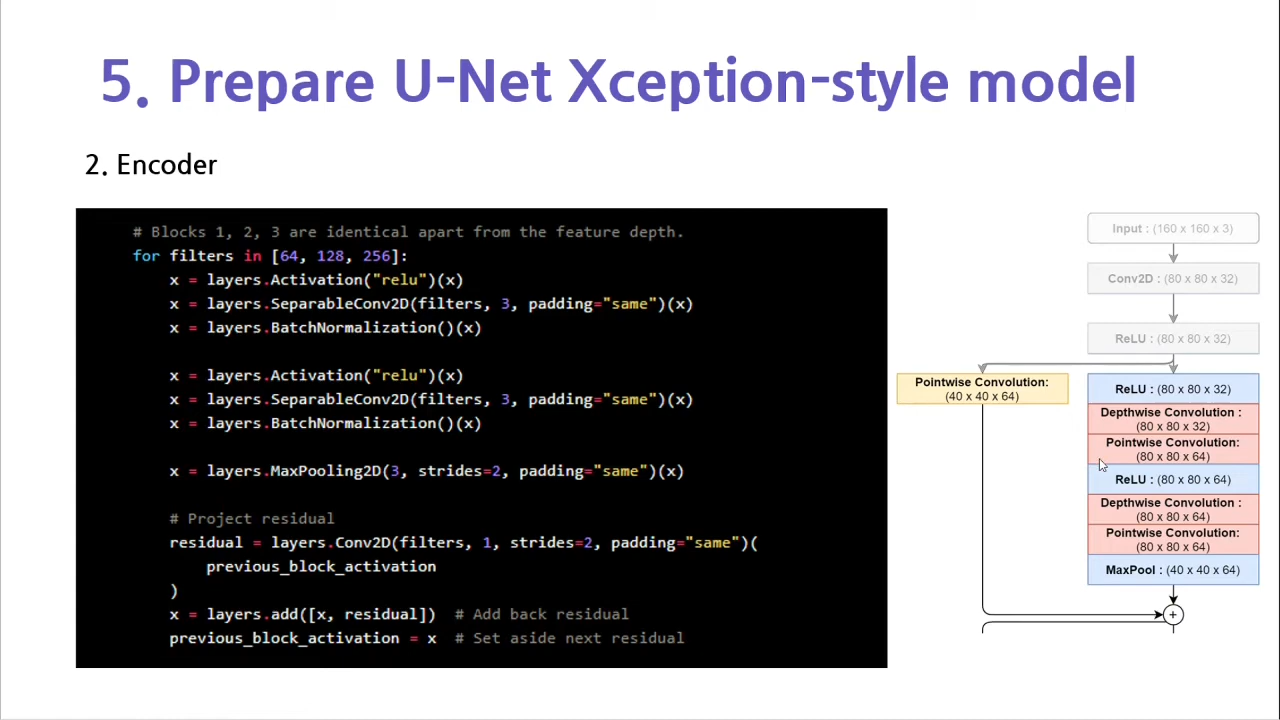 5. Prepare U-Net Xception-style model
2. Encoder
# Blocks 1, 2, 3 are identical apart from the feature depth.
for filters in [64, 128, 256]:
x = layers.Activation("relu")(x)
x = layers.SeparableConv2D(filters, 3, padding="same")(x)
x = layers.BatchNormalization()(x)
x = layers.Activation("relu")(x)
x = layers.SeparableConv2D(filters, 3, padding="same")(x)
x = layers.BatchNormalization()(x)
x = layers.MaxPooling2D(3, strides=2, padding="same")(x)
# Project residual
residual = layers.Conv2D(filters, 1, strides=2, padding="same")(
previous_block_activation
)
x = layers.add([x, residual])  # Add back residual
previous_block_activation = x  # Set aside next residual
Input : (160 x 160 x 3)
Conv2D : (80 x 80 x 32)
ReLU : (80 x 80 x 32)
Pointwise Convolution:
(40 x 40 x 64)
ReLU : (80 x 80 x 32)
Depthwise Convolution :
(80 x 80 x 32)
Pointwise Convolution:
(80 x 80 x 64)
ReLU : (80 x 80 x 64)
Depthwise Convolution :
(80 x 80 x 64)
Pointwise Convolution:
(80 x 80 x 64)
MaxPool : (40 x 40 x 64)
+